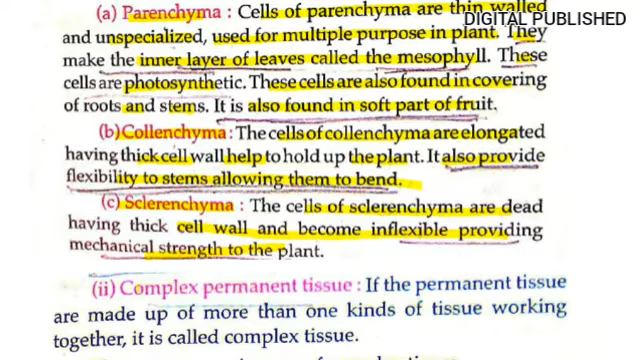 (a) Parenchyma : Cells of parenchyma are thin walled
DIGITAL PUBLISHED
and unspecialized, used for multiple purpose in plant. They
make the inner layer of leaves called the mesophyll. These
cells are photosynthetic. These cells are also found in covering
of roots and stems. It is also found in soft part of fruit.
(b) Collenchyma : The cells of collenchyma are elongated
having thick cell wall help to hold up the plant. It also provide
flexibility to stems allowing them to bend.
(c) Sclerenchyma : The cells of sclerenchyma are dead
having thick cell wall and become inflexible providing
mechanical strength to the plant.
(ii) Complex permanent tissue : If the permanent tissue
are made up of more than one kinds of tissue working
together, it is called complex tissue.